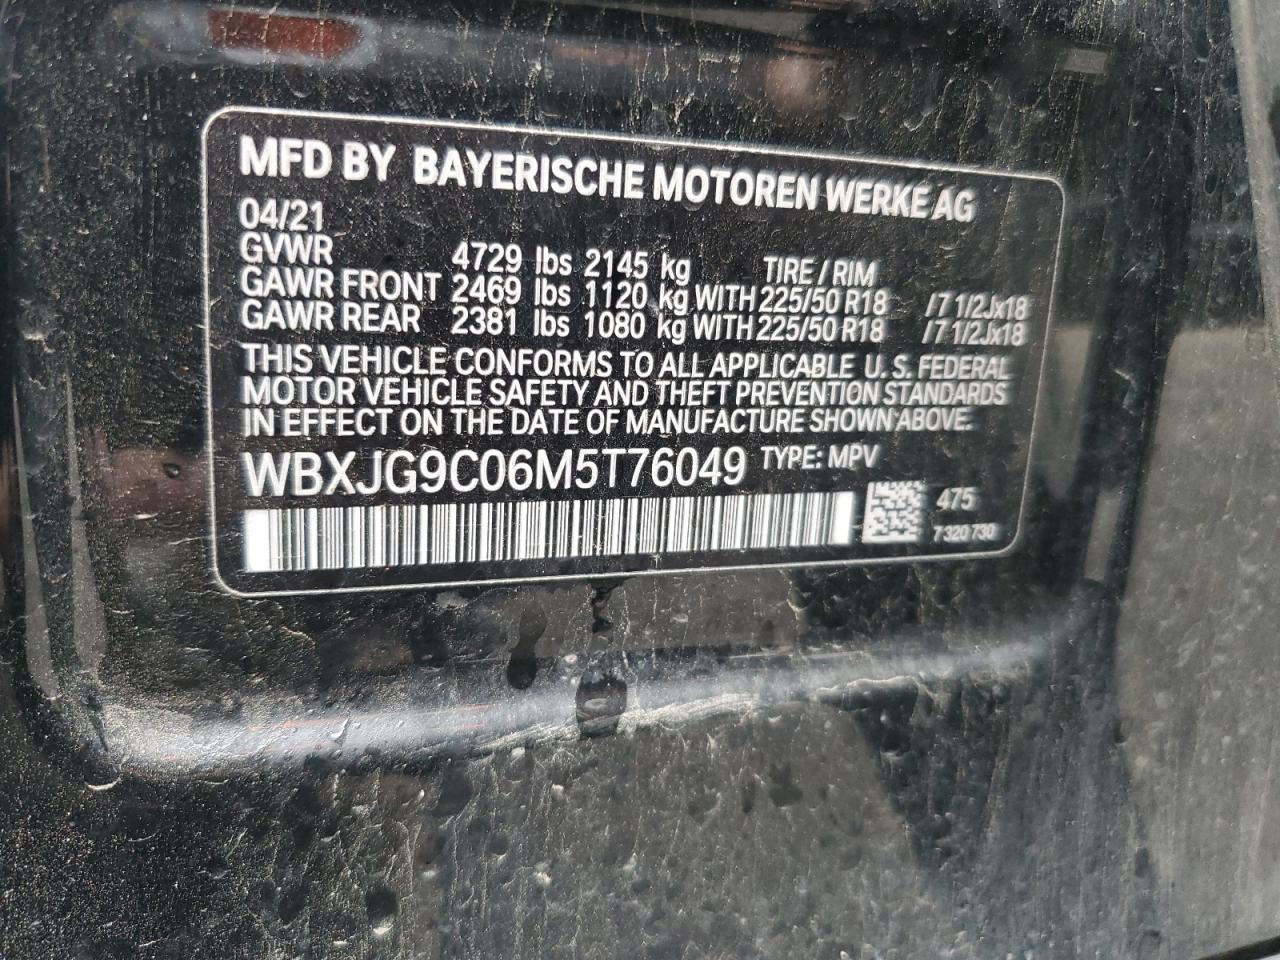 MFD BY BAYERISCHE MOTOREN WERKE AG
04/21
GVWR 4729 lbs 2145 kg TIRE / RIM
GAWR FRONT 2469 lbs 1120 kg WITH 225/50 R18 /7 1/2Jx18
GAWR REAR 2381 lbs 1080 kg WITH 225/50 R18 /7 1/2Jx18
THIS VEHICLE CONFORMS TO ALL APPLICABLE U.S. FEDERAL
MOTOR VEHICLE SAFETY AND THEFT PREVENTION STANDARDS
IN EFFECT ON THE DATE OF MANUFACTURE SHOWN ABOVE.
WBXJG9C06M5T76049 TYPE: MPV
475
7 320 730